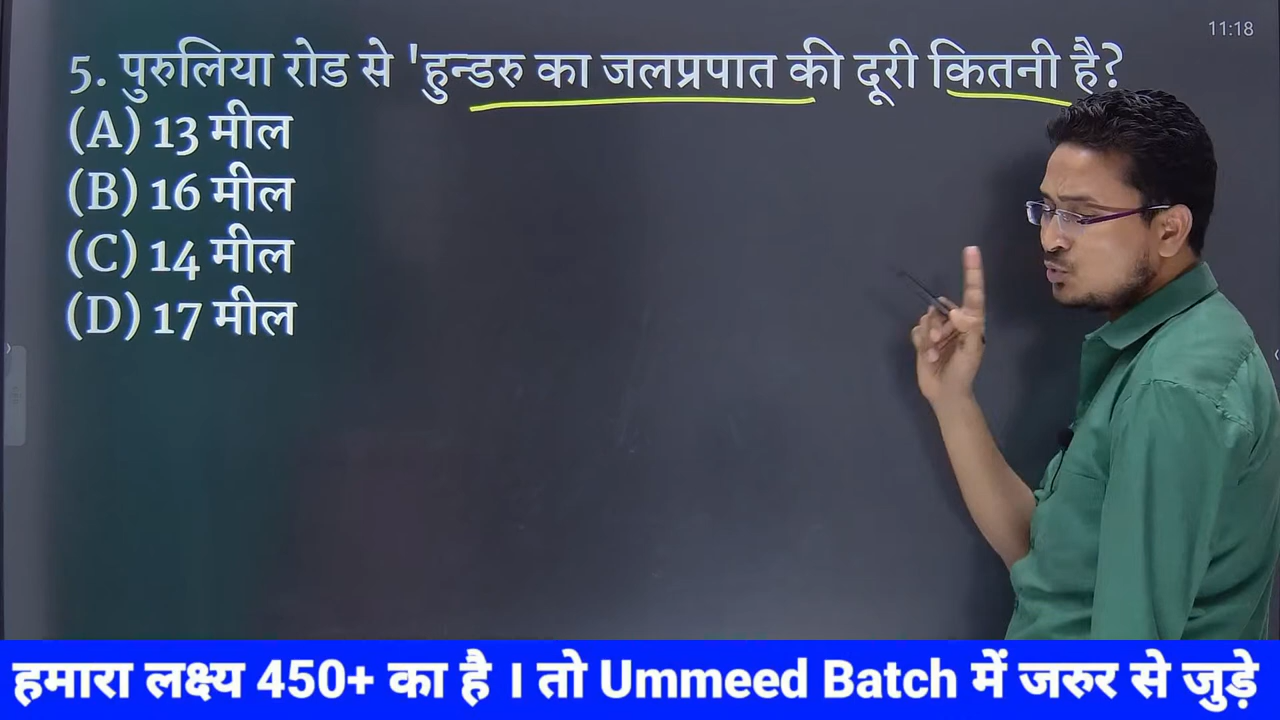 11:18
5. पुरुलिया रोड से 'हुन्डरु का जलप्रपात की दूरी कितनी है?
(A) 13 मील
(B) 16 मील
(C) 14 मील
(D) 17 मील
हमारा लक्ष्य 450+ का है । तो Ummeed Batch में जरुर से जुड़े